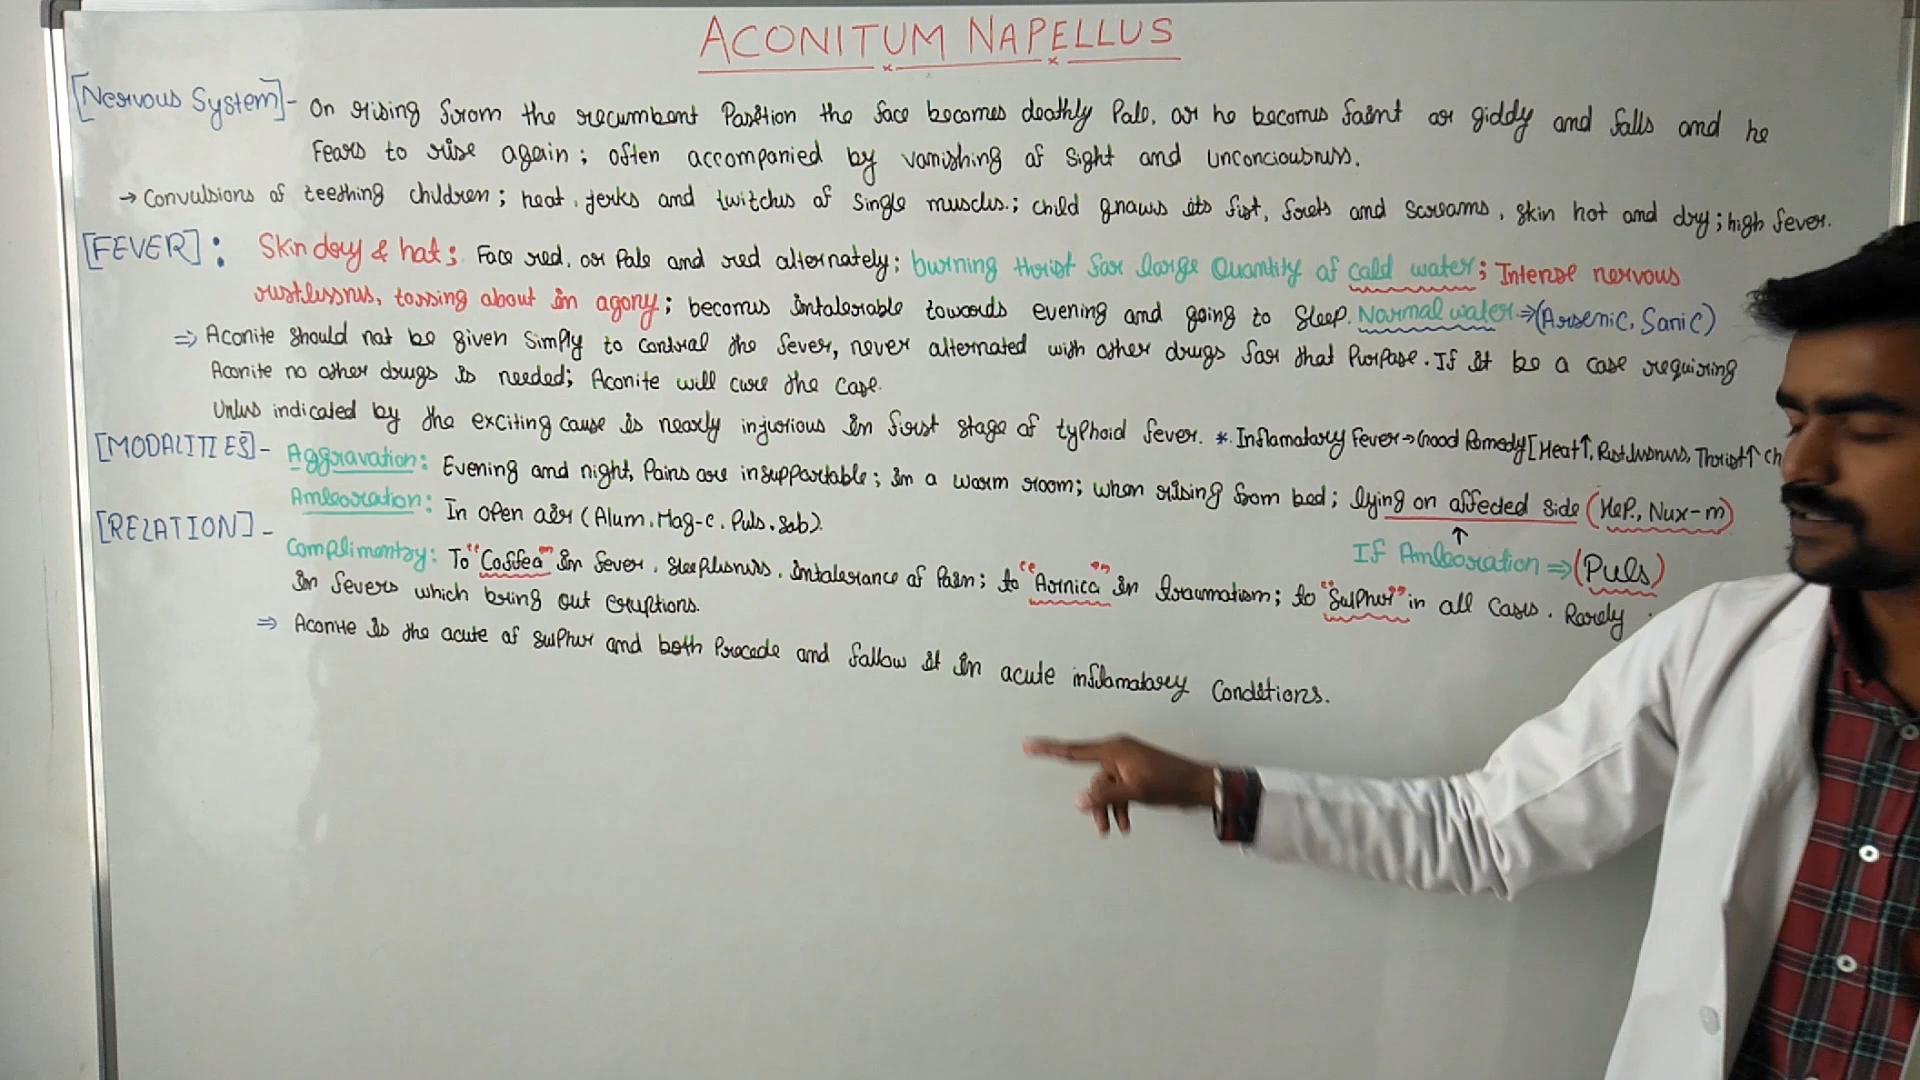 ACONITUM NAPELLUS
[Nervous System]- On rising from the recumbent Position the face becomes deathly Pale, or he becomes faint or giddy and falls and he
Fears to rise again; often accompanied by vanishing of sight and unconciousness.
→ Convulsions of teething children; heat, jerks and twitches of single muscles.; child gnaws its fist, frets and screams, skin hot and dry; high fever.
[FEVER]: Skin dry & hot; Face red, or Pale and red alternately; burning thrist for large Quantity of cold water; Intense nervous
restlessness, tossing about in agony; becomes intolerable towards evening and going to sleep. Normal water ⇒ (Arsenic, Sanic)
⇒ Aconite should not be given simply to control the fever, never alternated with other drugs for that Purpose. If it be a case requiring
Aconite no other drugs is needed; Aconite will cure the case.
Unless indicated by the exciting cause is nearly injurious in first stage of typhoid fever. * Inflamatory Fever → Good Remedy [Heat↑, Restlessness, Thrist↑
[MODALITIES]- Aggravation: Evening and night, Pains are insupportable; in a warm room; when rising from bed; lying on affected side (HeP., Nux-m)
Amleoration: In open air (Alum. Mag-c. Puls. Sab).
↑
If Amleoration ⇒ (Puls)
[RELATION]- Complimentry: To "Coffea" in fever, sleeplesness, intolerance of Pain; to "Arnica" in traumatism; to "Sulphur" in all cases. Rarely
in fevers which bring out eruptions.
⇒ Aconite is the acute of sulphur and both Precede and follow it in acute inflamatory conditions.